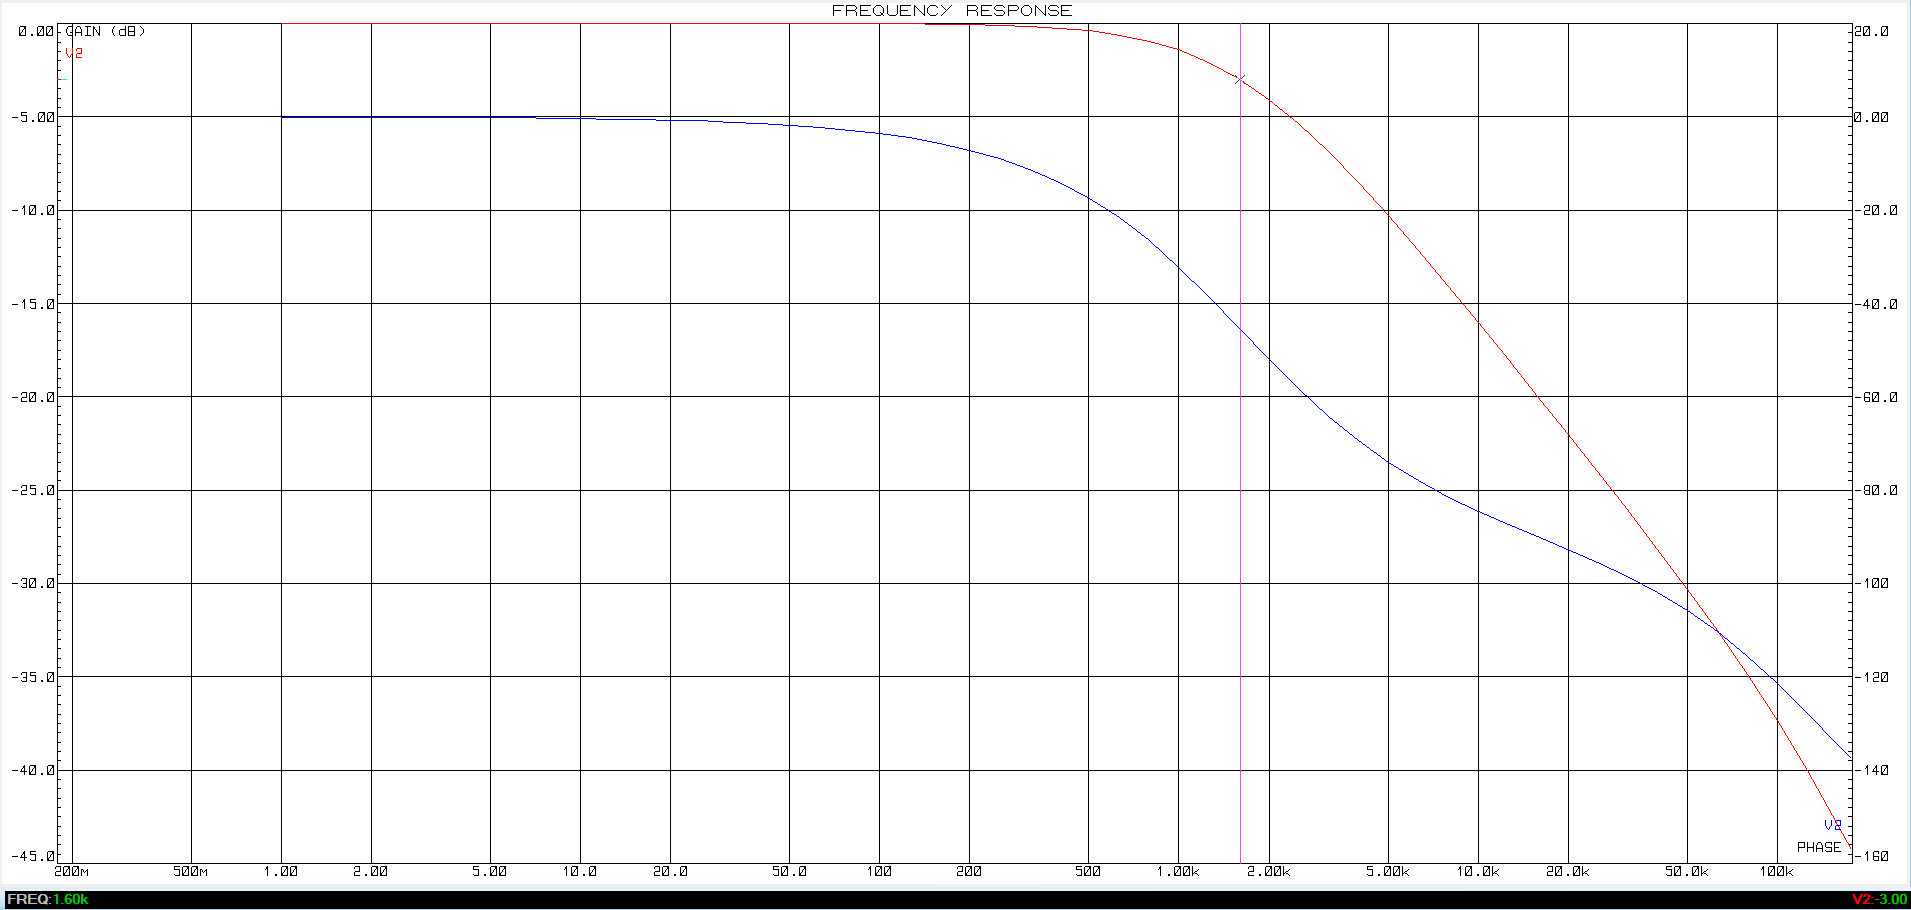 FREQUENCY RESPONSE
0.00 GAIN (dB) 20.0
V2
-5.00 0.00
-10.0 -20.0
-15.0 -40.0
-20.0 -60.0
-25.0 -80.0
-30.0 -100
-35.0 -120
-40.0 -140
V2
PHASE
-45.0 -160
200m 500m 1.00 2.00 5.00 10.0 20.0 50.0 100 200 500 1.00k 2.00k 5.00k 10.0k 20.0k 50.0k 100k
FREQ:1.60k V2:-3.00